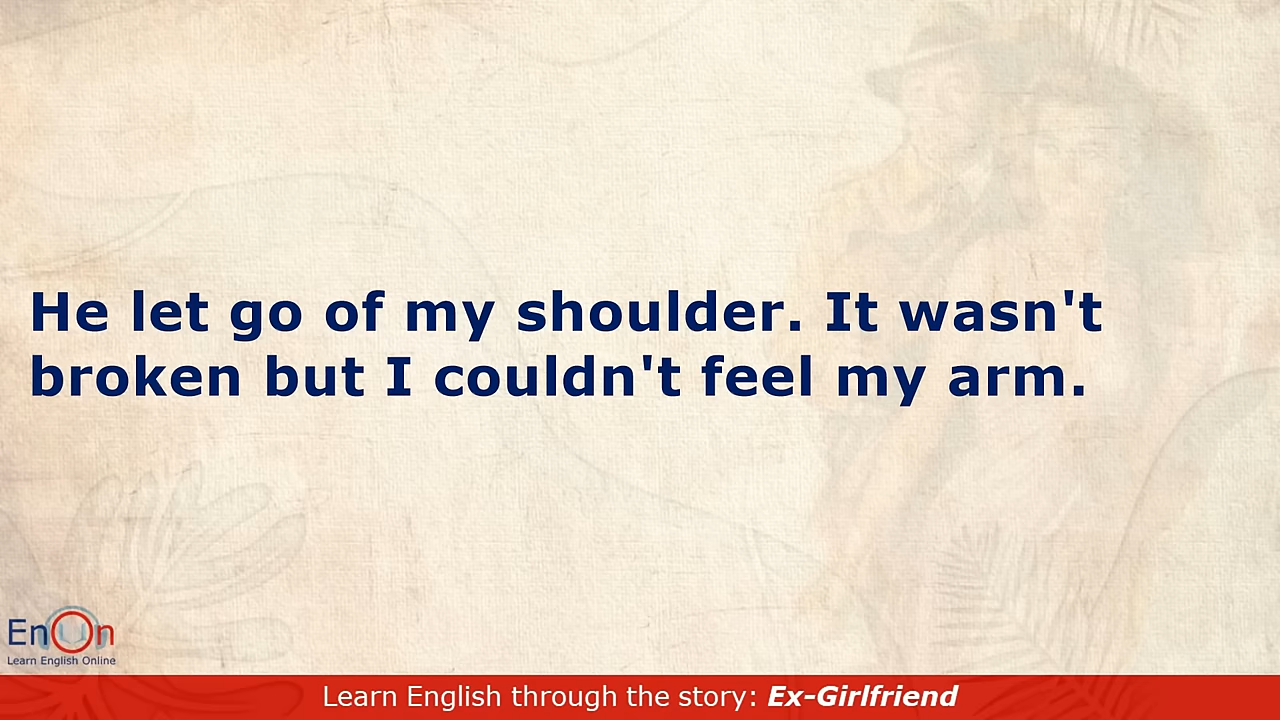 He let go of my shoulder. It wasn't
broken but I couldn't feel my arm.
EnOn
Learn English Online
Learn English through the story: Ex-Girlfriend